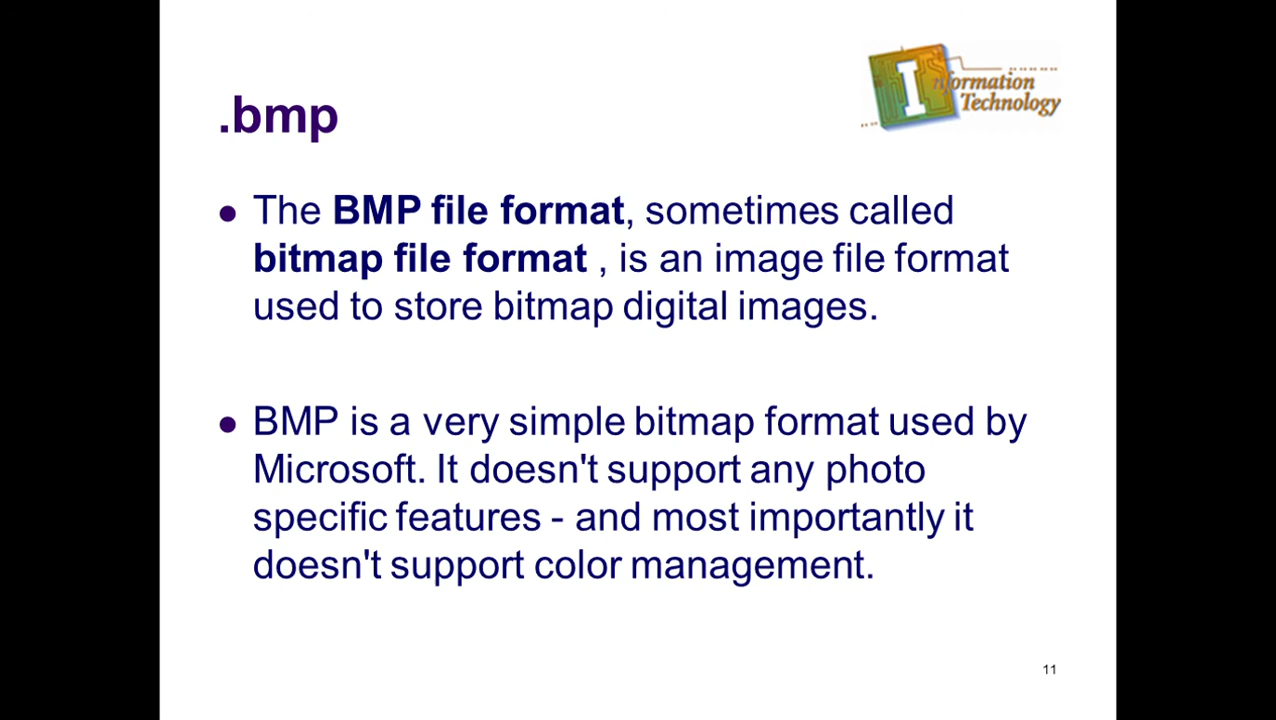 Information
Technology
.bmp
● The BMP file format, sometimes called
bitmap file format , is an image file format
used to store bitmap digital images.
● BMP is a very simple bitmap format used by
Microsoft. It doesn't support any photo
specific features - and most importantly it
doesn't support color management.
11